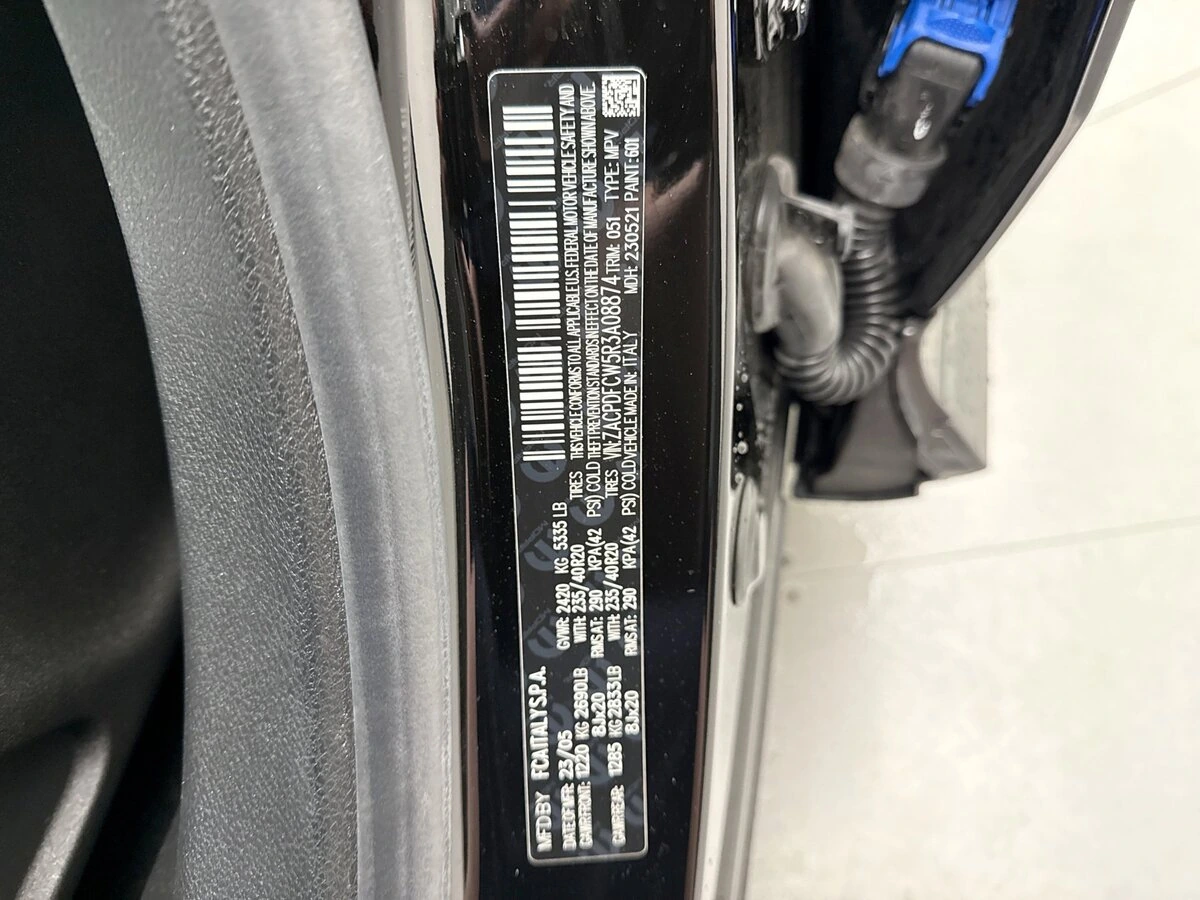 MFD BY FCA ITALY S.P.A.
DATE OF MFR: 23/05 GVWR: 2420 KG 5335 LB
GAWR FRONT: 1220 KG 2690LB WITH: 235/40R20 TIRES
8Jx20 RIMS AT: 290 KPA(42 PSI) COLD
GAWR REAR: 1285 KG 2833LB WITH: 235/40R20 TIRES
8Jx20 RIMS AT: 290 KPA(42 PSI) COLD
THIS VEHICLE CONFORMS TO ALL APPLICABLE U.S. FEDERAL MOTOR VEHICLE SAFETY AND
THEFT PREVENTION STANDARDS IN EFFECT ON THE DATE OF MANUFACTURE SHOWN ABOVE.
VIN: ZACPDFCW5R3A08874 TRIM: 051 TYPE: MPV
VEHICLE MADE IN: ITALY MDH: 230521 PAINT: 601